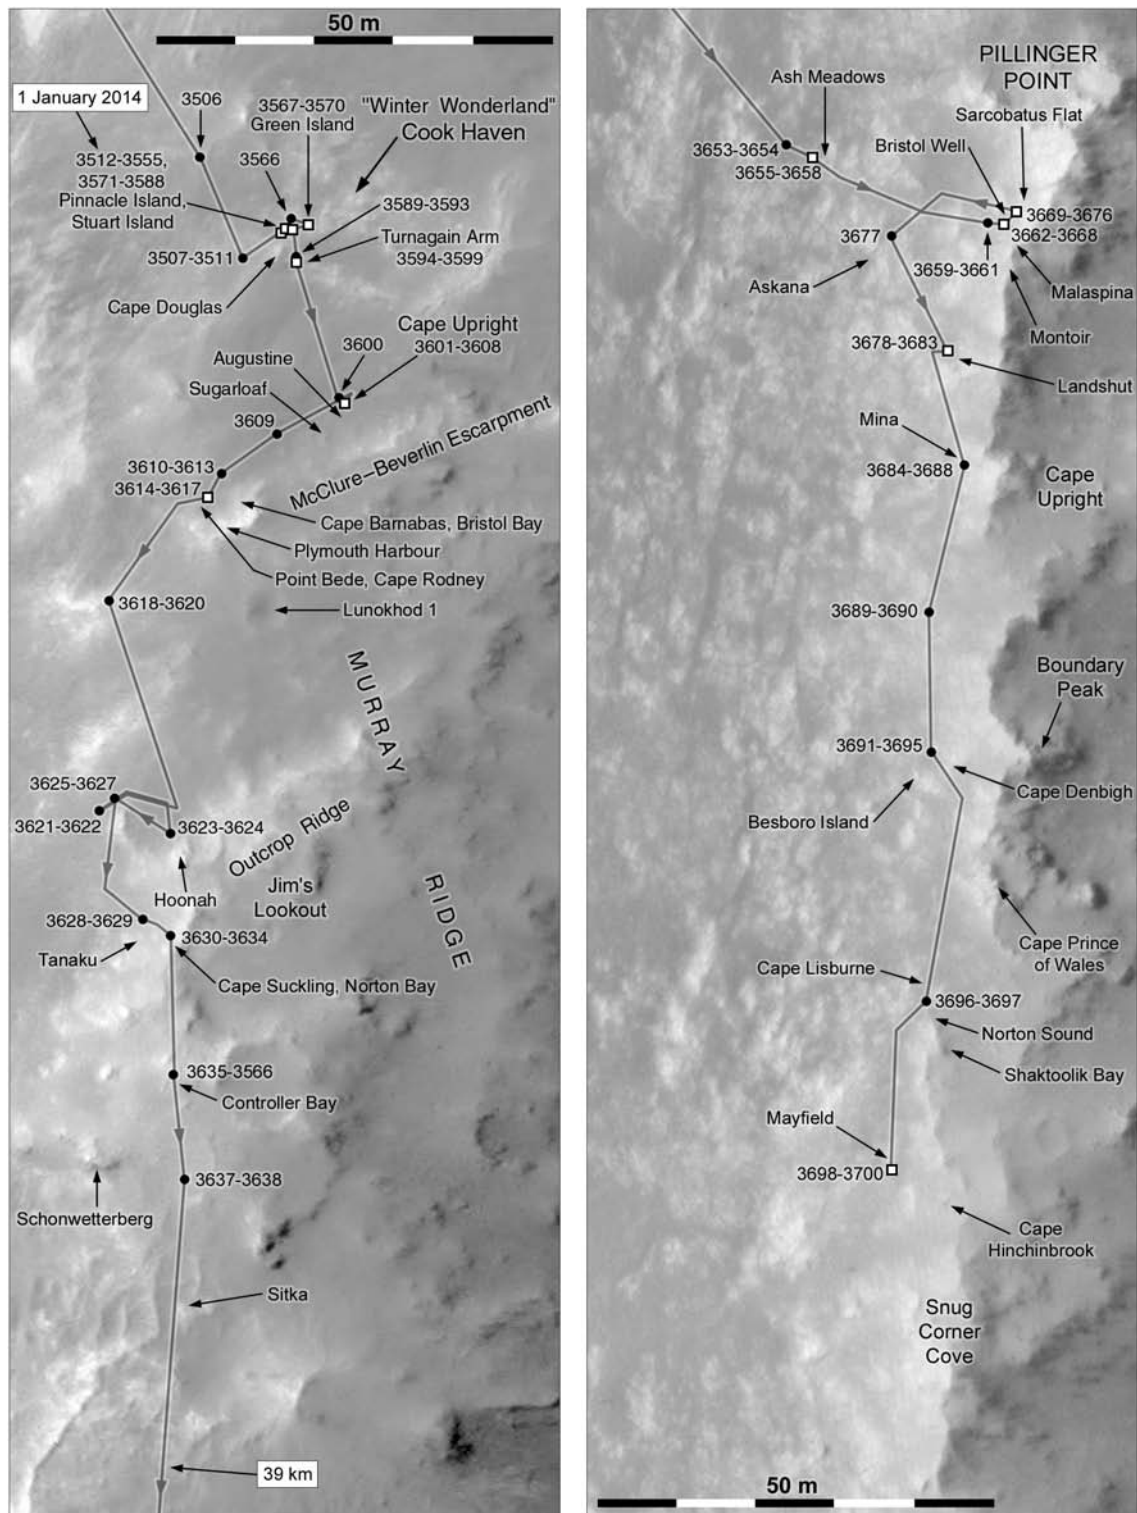 50 m
1 January 2014
3506
3567-3570
Green Island
"Winter Wonderland"
Cook Haven
3512-3555,
3571-3588
Pinnacle Island,
Stuart Island
3566
3589-3593
Turnagain Arm
3594-3599
3507-3511
Cape Douglas
Cape Upright
3601-3608
3600
Augustine
Sugarloaf
3609
McClure–Beverlin Escarpment
3610-3613
3614-3617
Cape Barnabas, Bristol Bay
Plymouth Harbour
Point Bede, Cape Rodney
3618-3620
Lunokhod 1
MURRAY
RIDGE
3625-3627
3621-3622
3623-3624
Outcrop Ridge
Hoonah
Jim's
Lookout
3628-3629
3630-3634
Tanaku
Cape Suckling, Norton Bay
3635-3566
Controller Bay
3637-3638
Schonwetterberg
Sitka
39 km
PILLINGER
POINT
Ash Meadows
Sarcobatus Flat
Bristol Well
3653-3654
3655-3658
3669-3676
3662-3668
3677
3659-3661
Malaspina
Askana
Montoir
3678-3683
Landshut
Mina
3684-3688
Cape
Upright
3689-3690
Boundary
Peak
3691-3695
Cape Denbigh
Besboro Island
Cape Prince
of Wales
Cape Lisburne
3696-3697
Norton Sound
Shaktoolik Bay
Mayfield
3698-3700
Cape
Hinchinbrook
Snug
Corner
Cove
50 m